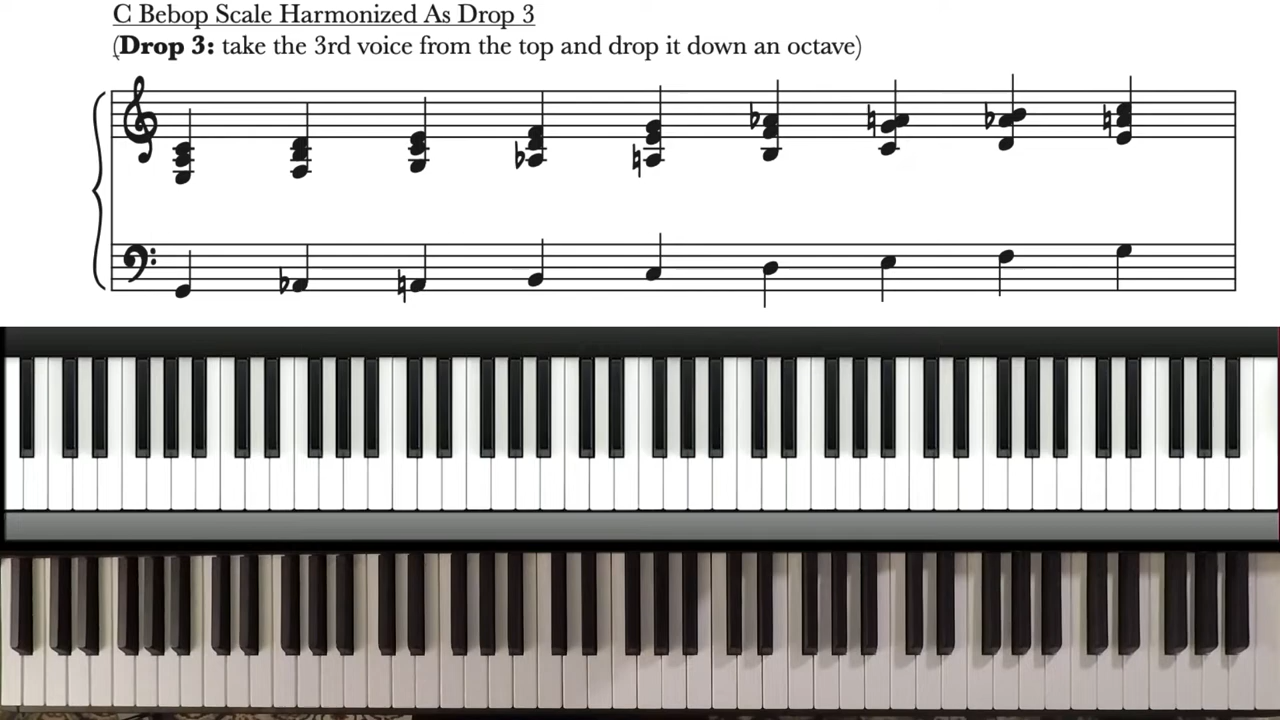 C Bebop Scale Harmonized As Drop 3
(Drop 3: take the 3rd voice from the top and drop it down an octave)